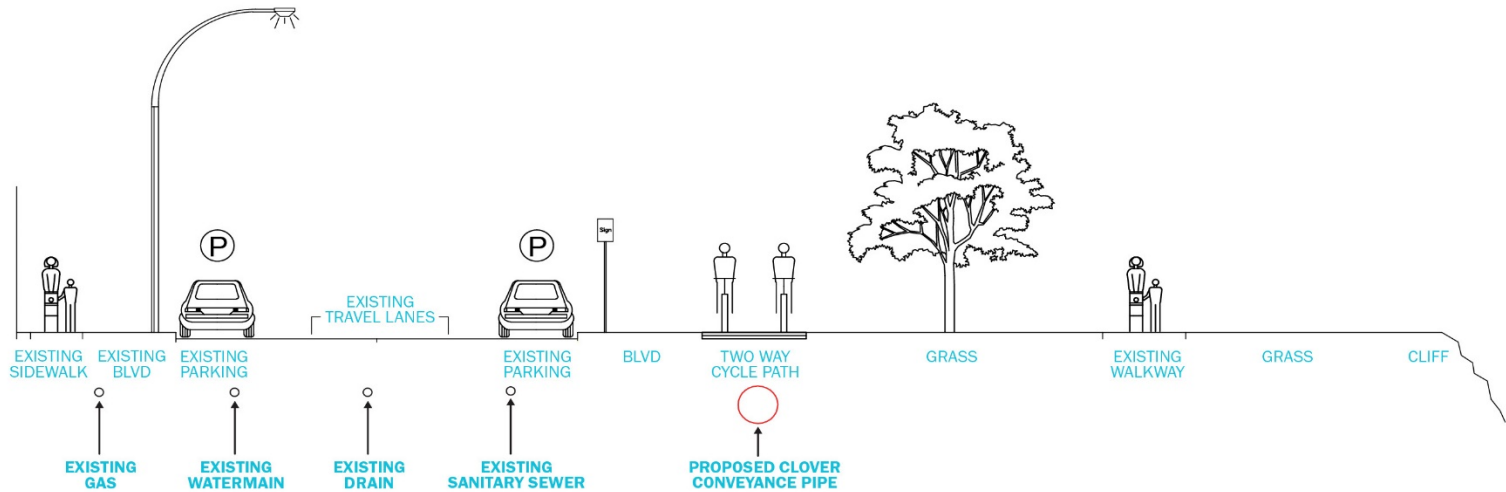 P
P
Sign
EXISTING
TRAVEL LANES
EXISTING
SIDEWALK
EXISTING
BLVD
EXISTING
PARKING
EXISTING
PARKING
BLVD
TWO WAY
CYCLE PATH
GRASS
EXISTING
WALKWAY
GRASS
CLIFF
EXISTING
GAS
EXISTING
WATERMAIN
EXISTING
DRAIN
EXISTING
SANITARY SEWER
PROPOSED CLOVER
CONVEYANCE PIPE